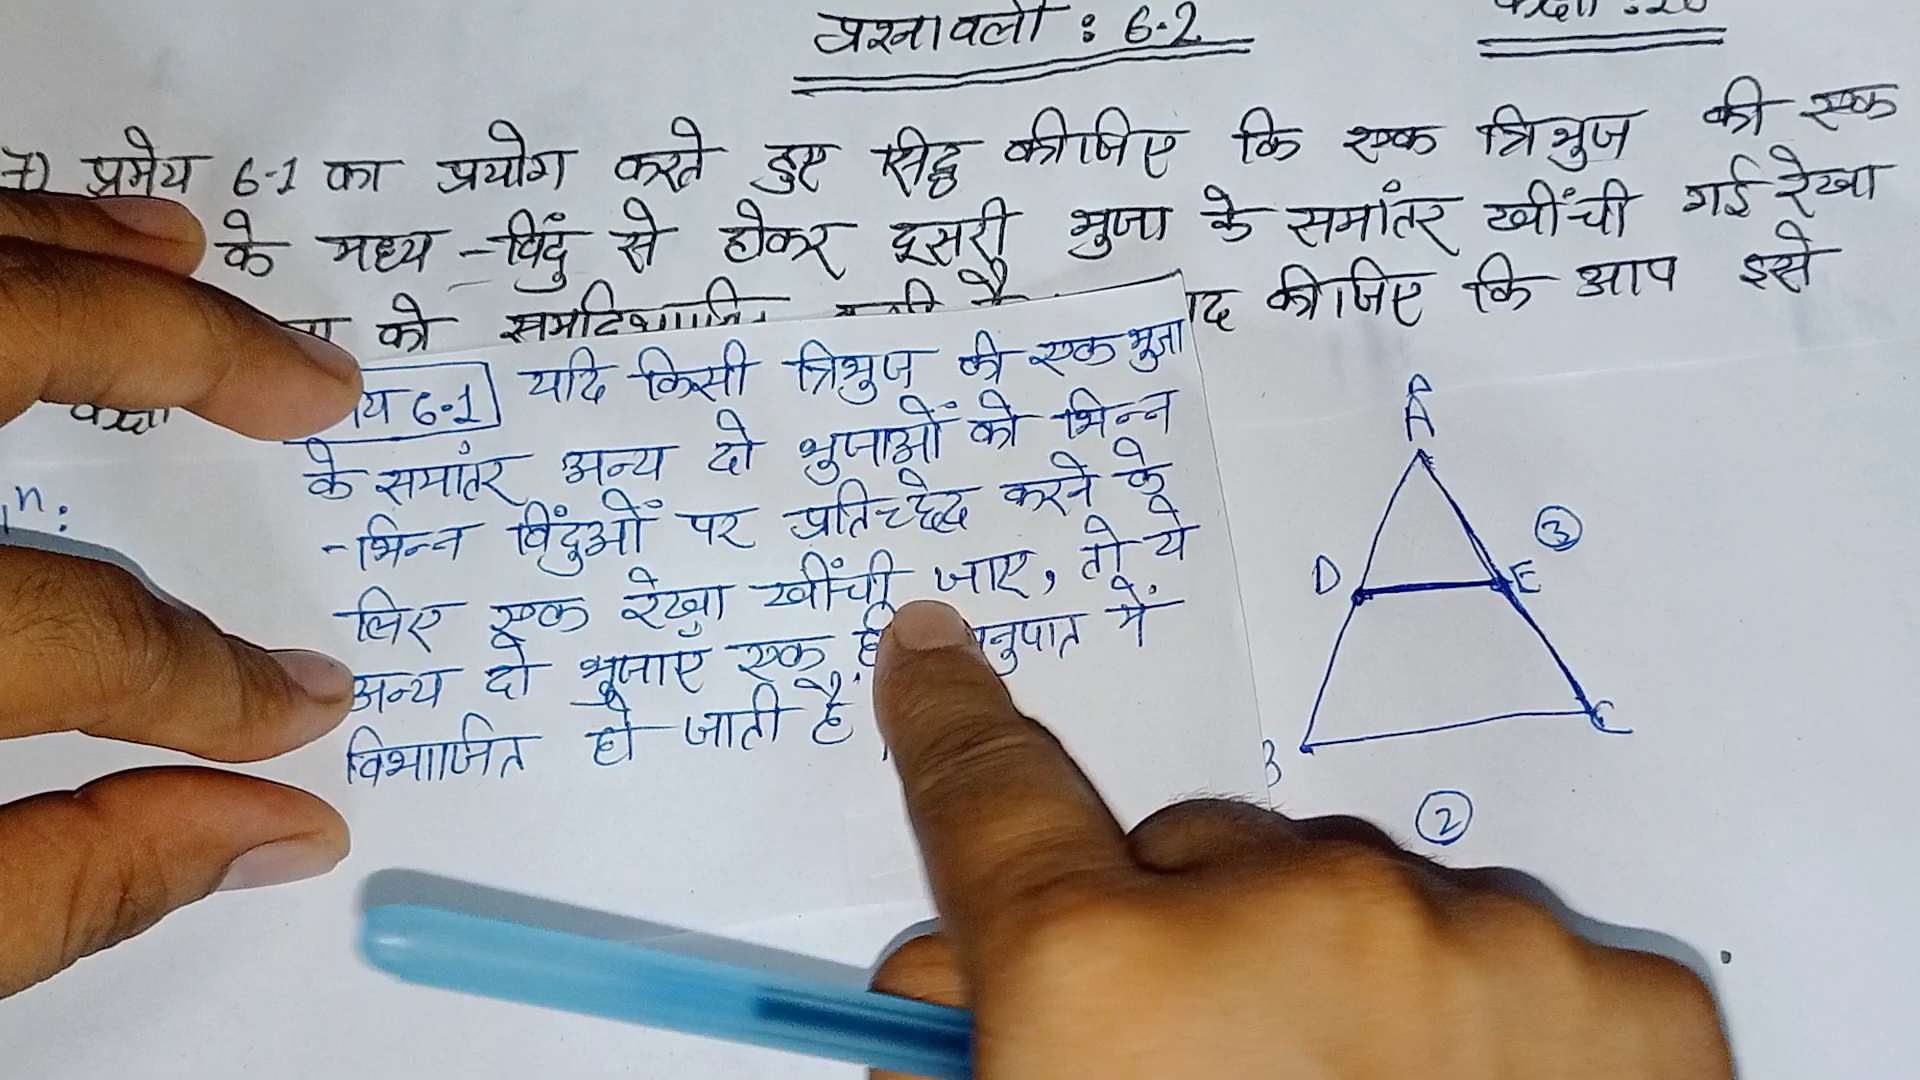 प्रश्नावली : 6.2
7) प्रमेय 6.1 का प्रयोग करते हुए सिद्ध कीजिए कि एक त्रिभुज की एक
के मध्य-बिंदु से होकर दूसरी भुजा के समांतर खींची गई रेखा
को कीजिए कि आप इसे
6.1 यदि किसी त्रिभुज की एक भुजा
के समांतर अन्य दो भुजाओं को भिन्न
-भिन्न बिंदुओं पर प्रतिच्छेद करने के
लिए एक रेखा खींची जाए, तो ये
अन्य दो भुजाएँ एक में
विभाजित हो जाती है
A
D
E
③
C
②